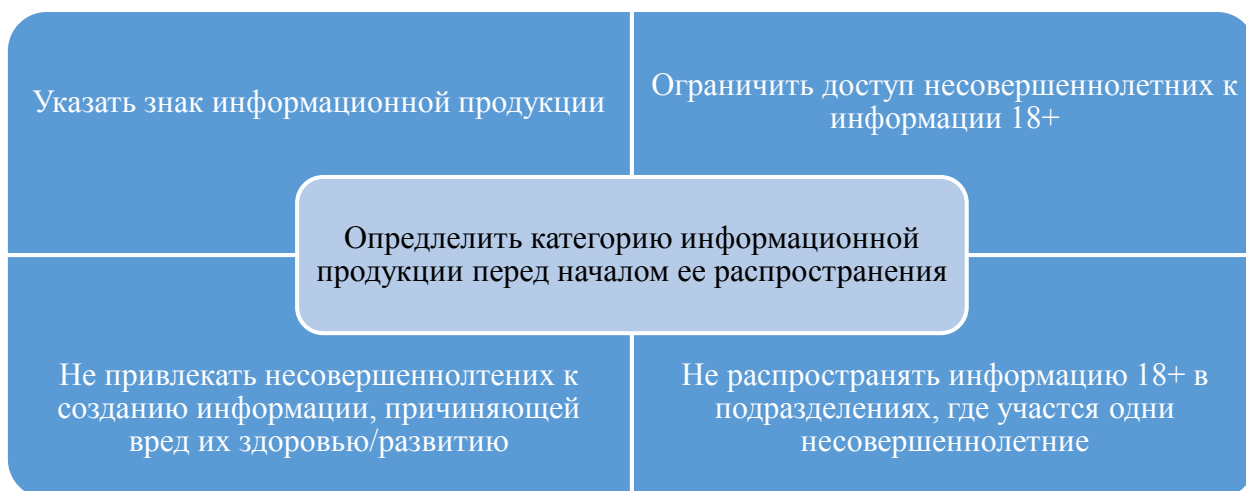 Указать знак информационной продукции
Ограничить доступ несовершеннолетних к
информации 18+
Опредлелить категорию информационной
продукции перед началом ее распространения
Не привлекать несовершеннолтених к
созданию информации, причиняющей
вред их здоровью/развитию
Не распространять информацию 18+ в
подразделениях, где участся одни
несовершеннолетние